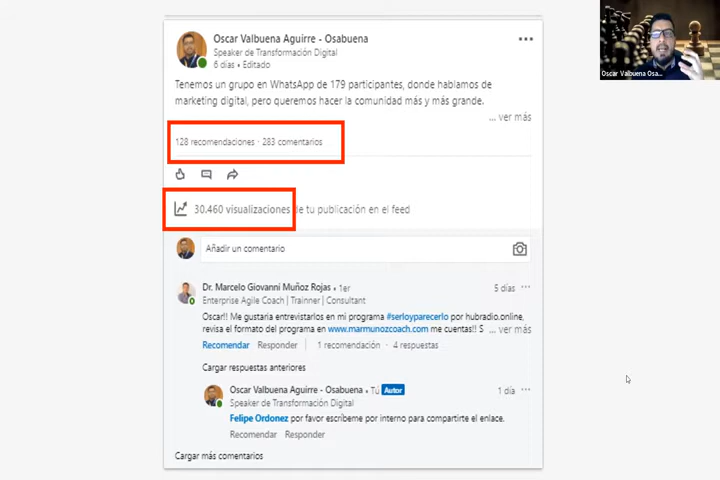 Oscar Valbuena Aguirre - Osabuena
Speaker de Transformación Digital
6 días • Editado
Tenemos un grupo en WhatsApp de 179 participantes, donde hablamos de
marketing digital, pero queremos hacer la comunidad más y más grande.
... ver más
128 recomendaciones · 283 comentarios
30.460 visualizaciones de tu publicación en el feed
Añadir un comentario
Dr. Marcelo Giovanni Muñoz Rojas • 1er
5 días
Enterprise Agile Coach | Trainner | Consultant
Oscar!! Me gustaria entrevistarlos en mi programa #serloyparecerlo por hubradio.online,
revisa el formato del programa en www.marmunozcoach.com me cuentas!! S ... ver más
Recomendar Responder | 1 recomendación · 4 respuestas
Cargar respuestas anteriores
Oscar Valbuena Aguirre - Osabuena • Tú Autor
1 día
Speaker de Transformación Digital
Felipe Ordonez por favor escríbeme por interno para compartirte el enlace.
Recomendar Responder
Cargar más comentarios
Oscar Valbuena Osa...